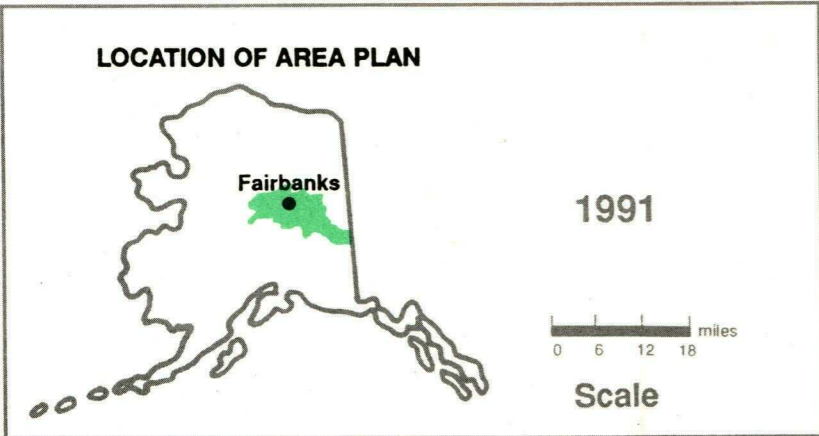 LOCATION OF AREA PLAN
Fairbanks
1991
miles
0 6 12 18
Scale